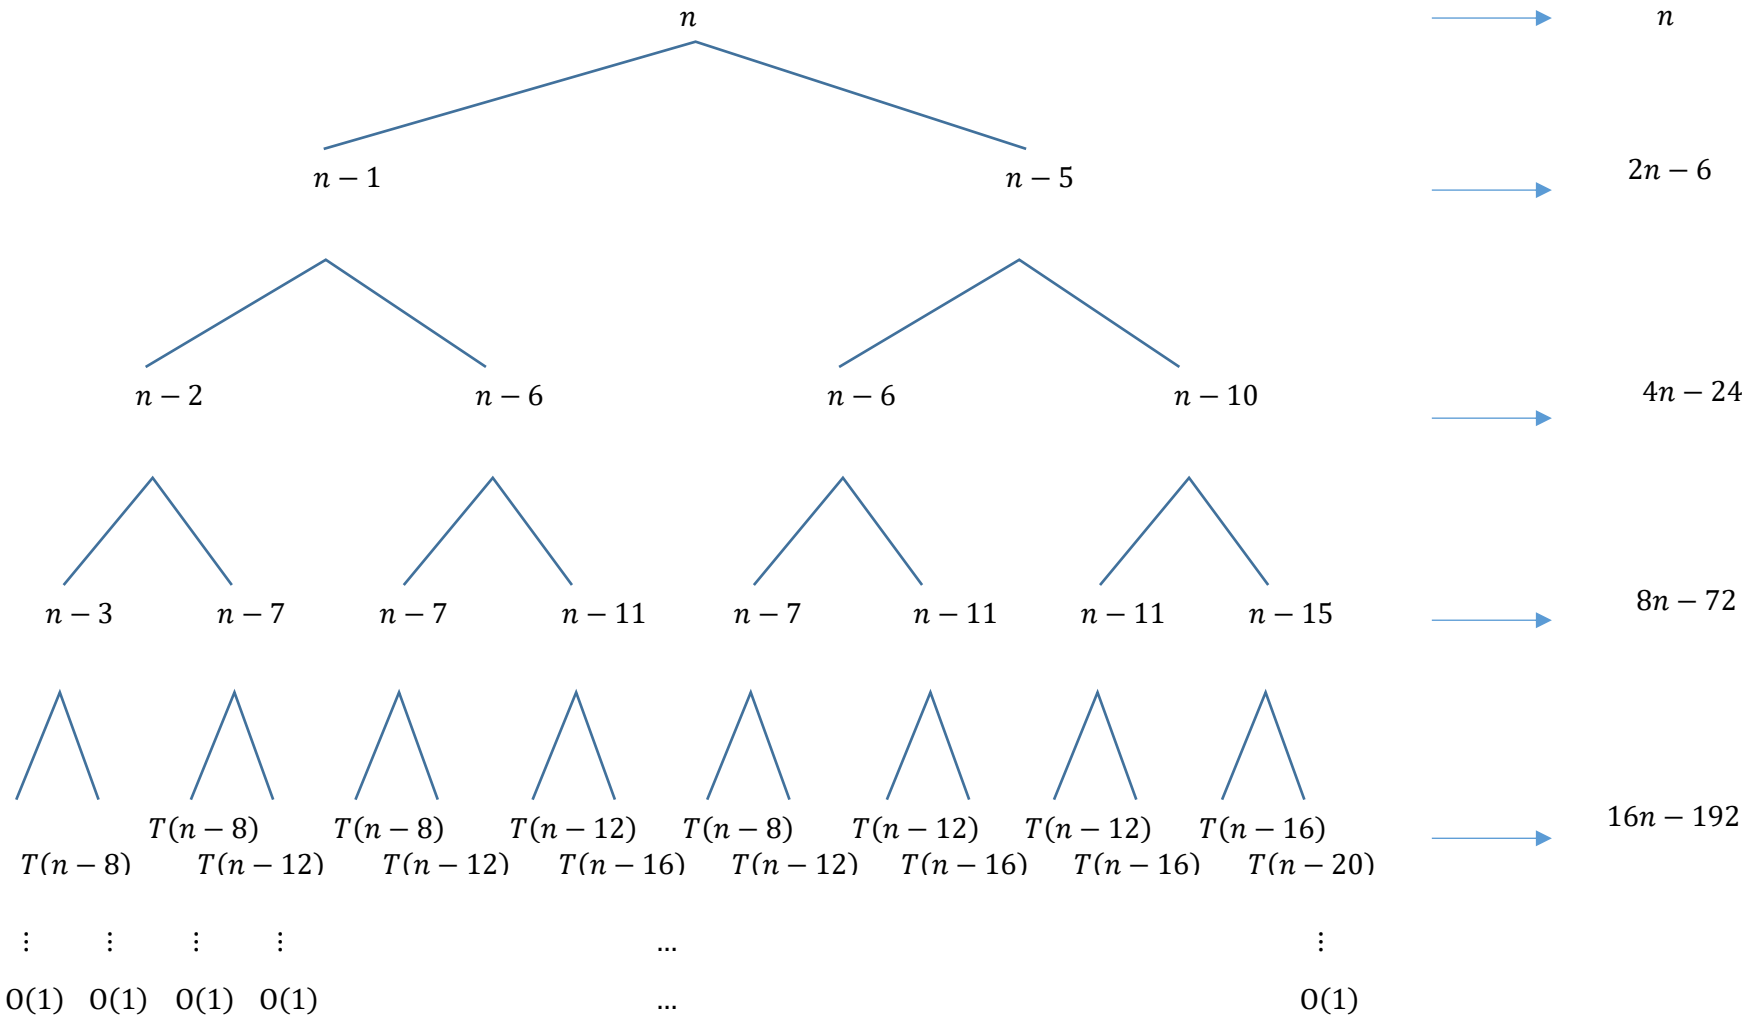 n n
n − 1 n − 5 2n − 6
n − 2 n − 6 n − 6 n − 10 4n − 24
n − 3 n − 7 n − 7 n − 11 n − 7 n − 11 n − 11 n − 15 8n − 72
T(n − 8) T(n − 8) T(n − 12) T(n − 8) T(n − 12) T(n − 12) T(n − 16) 16n − 192
T(n − 8) T(n − 12) T(n − 12) T(n − 16) T(n − 12) T(n − 16) T(n − 16) T(n − 20)
⋮ ⋮ ⋮ ⋮ ... ⋮
O(1) O(1) O(1) O(1) ... O(1)